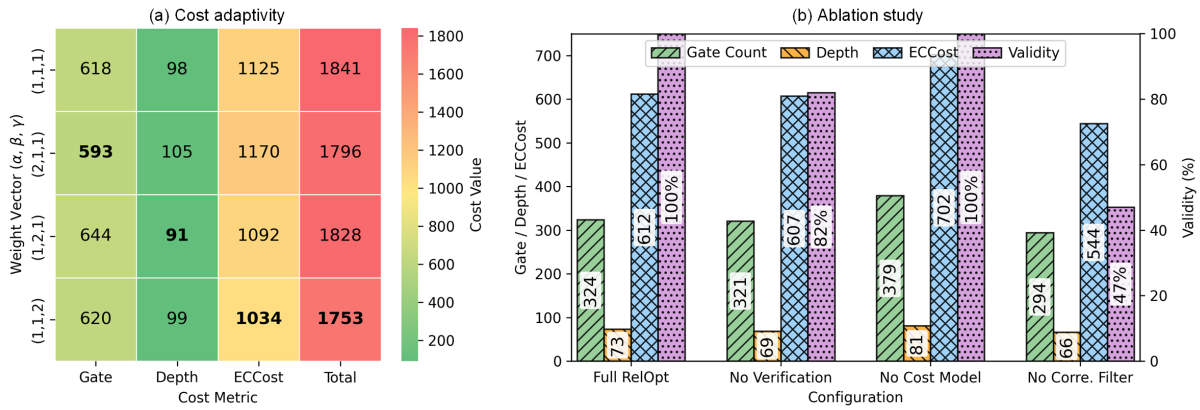 (a) Cost adaptivity
Weight Vector (α, β, γ)
(1,1,1)
618 98 1125 1841
(2,1,1)
593 105 1170 1796
(1,2,1)
644 91 1092 1828
(1,1,2)
620 99 1034 1753
Gate Depth ECCost Total
Cost Metric
1800
1600
1400
1200
1000
800
600
400
200
Cost Value
(b) Ablation study
Gate Count Depth ECCost Validity
Gate / Depth / ECCost
700
600
500
400
300
200
100
0
324 73 612 100%
321 69 607 82%
379 81 702 100%
294 66 544 47%
Full RelOpt No Verification No Cost Model No Corre. Filter
Configuration
100
80
60
40
20
0
Validity (%)